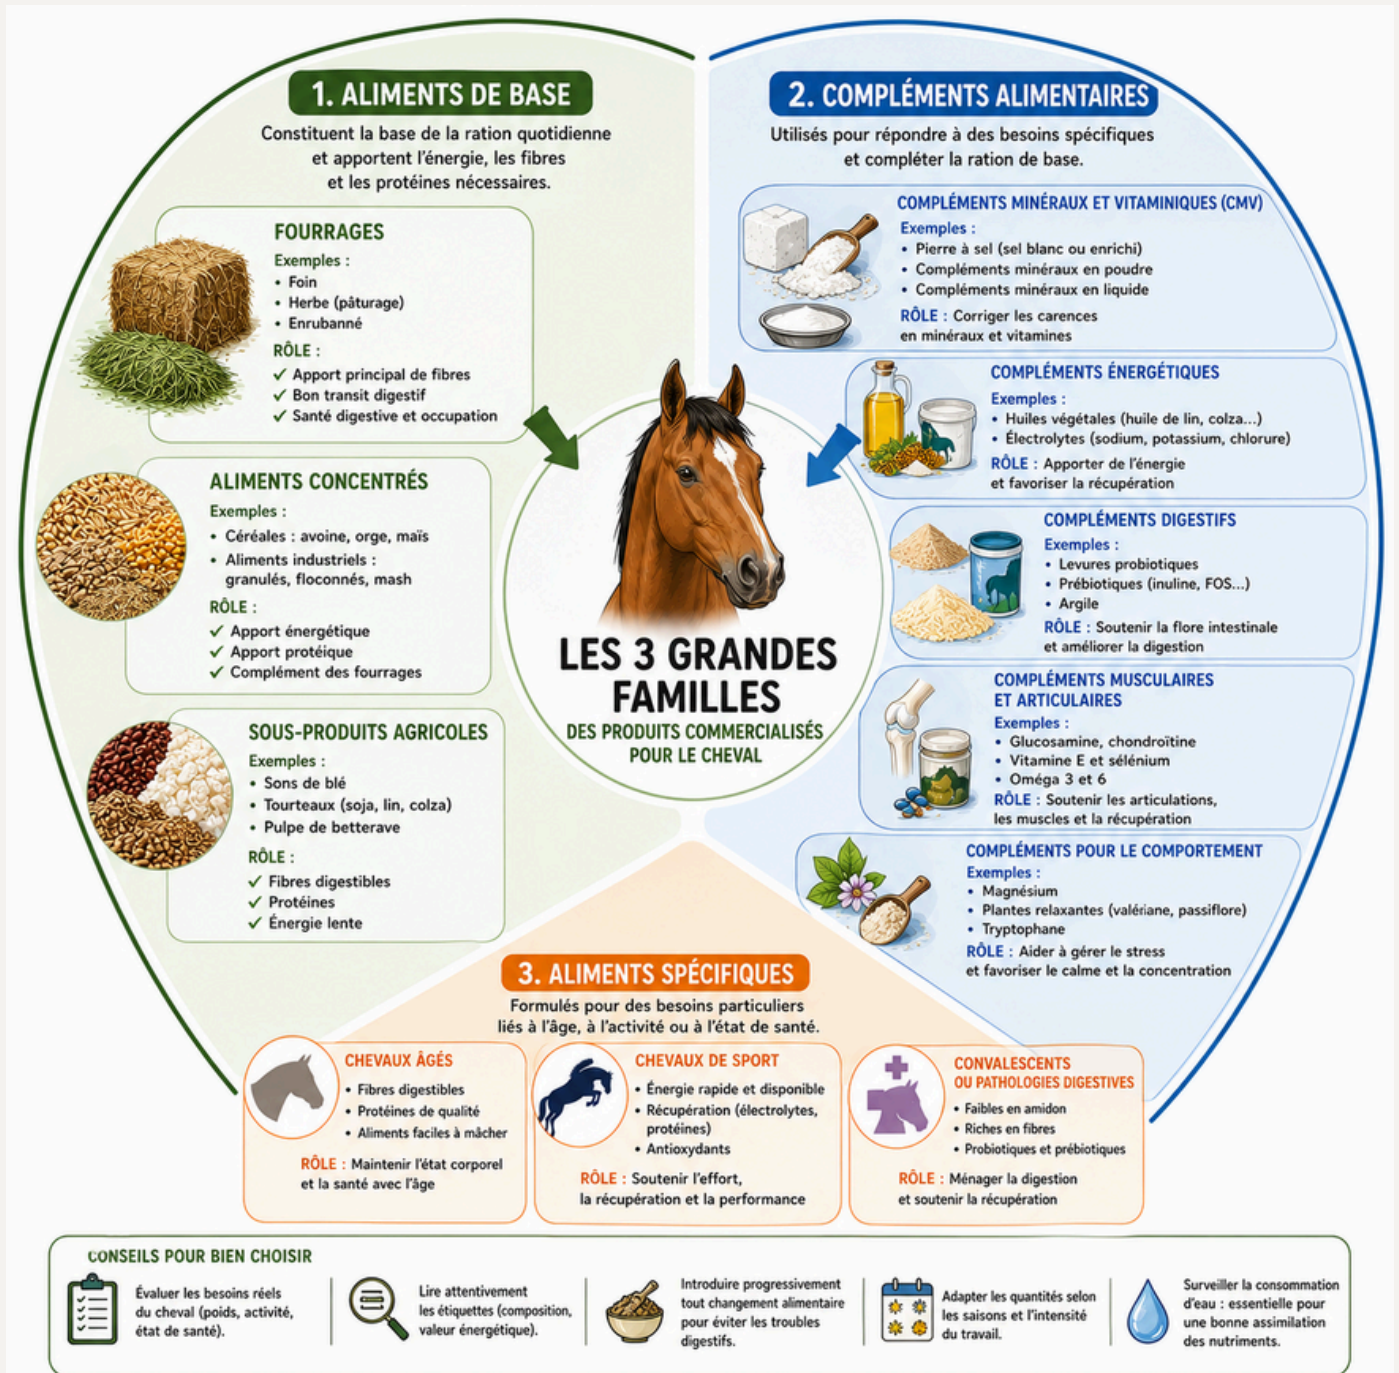 1. ALIMENTS DE BASE
Constituent la base de la ration quotidienne
et apportent l'énergie, les fibres
et les protéines nécessaires.
FOURRAGES
Exemples :
• Foin
• Herbe (pâturage)
• Enrubanné
RÔLE :
✓ Apport principal de fibres
✓ Bon transit digestif
✓ Santé digestive et occupation
ALIMENTS CONCENTRÉS
Exemples :
• Céréales : avoine, orge, maïs
• Aliments industriels :
granulés, floconnés, mash
RÔLE :
✓ Apport énergétique
✓ Apport protéique
✓ Complément des fourrages
SOUS-PRODUITS AGRICOLES
Exemples :
• Sons de blé
• Tourteaux (soja, lin, colza)
• Pulpe de betterave
RÔLE :
✓ Fibres digestibles
✓ Protéines
✓ Énergie lente
LES 3 GRANDES
FAMILLES
DES PRODUITS COMMERCIALISÉS
POUR LE CHEVAL
2. COMPLÉMENTS ALIMENTAIRES
Utilisés pour répondre à des besoins spécifiques
et compléter la ration de base.
COMPLÉMENTS MINÉRAUX ET VITAMINIQUES (CMV)
Exemples :
• Pierre à sel (sel blanc ou enrichi)
• Compléments minéraux en poudre
• Compléments minéraux en liquide
RÔLE : Corriger les carences
en minéraux et vitamines
COMPLÉMENTS ÉNERGÉTIQUES
Exemples :
• Huiles végétales (huile de lin, colza...)
• Électrolytes (sodium, potassium, chlorure)
RÔLE : Apporter de l'énergie
et favoriser la récupération
COMPLÉMENTS DIGESTIFS
Exemples :
• Levures probiotiques
• Prébiotiques (inuline, FOS...)
• Argile
RÔLE : Soutenir la flore intestinale
et améliorer la digestion
COMPLÉMENTS MUSCULAIRES
ET ARTICULAIRES
Exemples :
• Glucosamine, chondroïtine
• Vitamine E et sélénium
• Oméga 3 et 6
RÔLE : Soutenir les articulations,
les muscles et la récupération
COMPLÉMENTS POUR LE COMPORTEMENT
Exemples :
• Magnésium
• Plantes relaxantes (valériane, passiflore)
• Tryptophane
RÔLE : Aider à gérer le stress
et favoriser le calme et la concentration
3. ALIMENTS SPÉCIFIQUES
Formulés pour des besoins particuliers
liés à l'âge, à l'activité ou à l'état de santé.
CHEVAUX ÂGÉS
• Fibres digestibles
• Protéines de qualité
• Aliments faciles à mâcher
RÔLE : Maintenir l'état corporel
et la santé avec l'âge
CHEVAUX DE SPORT
• Énergie rapide et disponible
• Récupération (électrolytes,
protéines)
• Antioxydants
RÔLE : Soutenir l'effort,
la récupération et la performance
CONVALESCENTS
OU PATHOLOGIES DIGESTIVES
• Faibles en amidon
• Riches en fibres
• Probiotiques et prébiotiques
RÔLE : Ménager la digestion
et soutenir la récupération
CONSEILS POUR BIEN CHOISIR
Évaluer les besoins réels
du cheval (poids, activité,
état de santé).
Lire attentivement
les étiquettes (composition,
valeur énergétique).
Introduire progressivement
tout changement alimentaire
pour éviter les troubles
digestifs.
Adapter les quantités selon
les saisons et l'intensité
du travail.
Surveiller la consommation
d'eau : essentielle pour
une bonne assimilation
des nutriments.